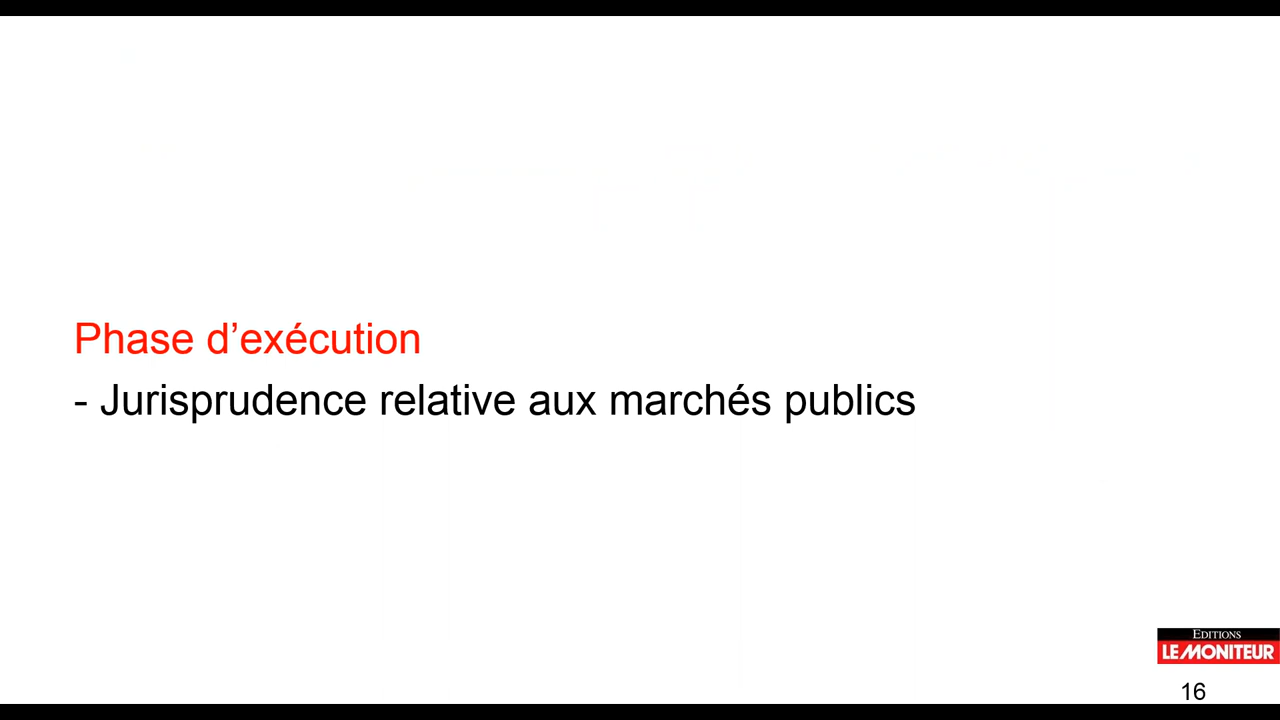 Phase d’exécution
- Jurisprudence relative aux marchés publics
EDITIONS
LE MONITEUR
16